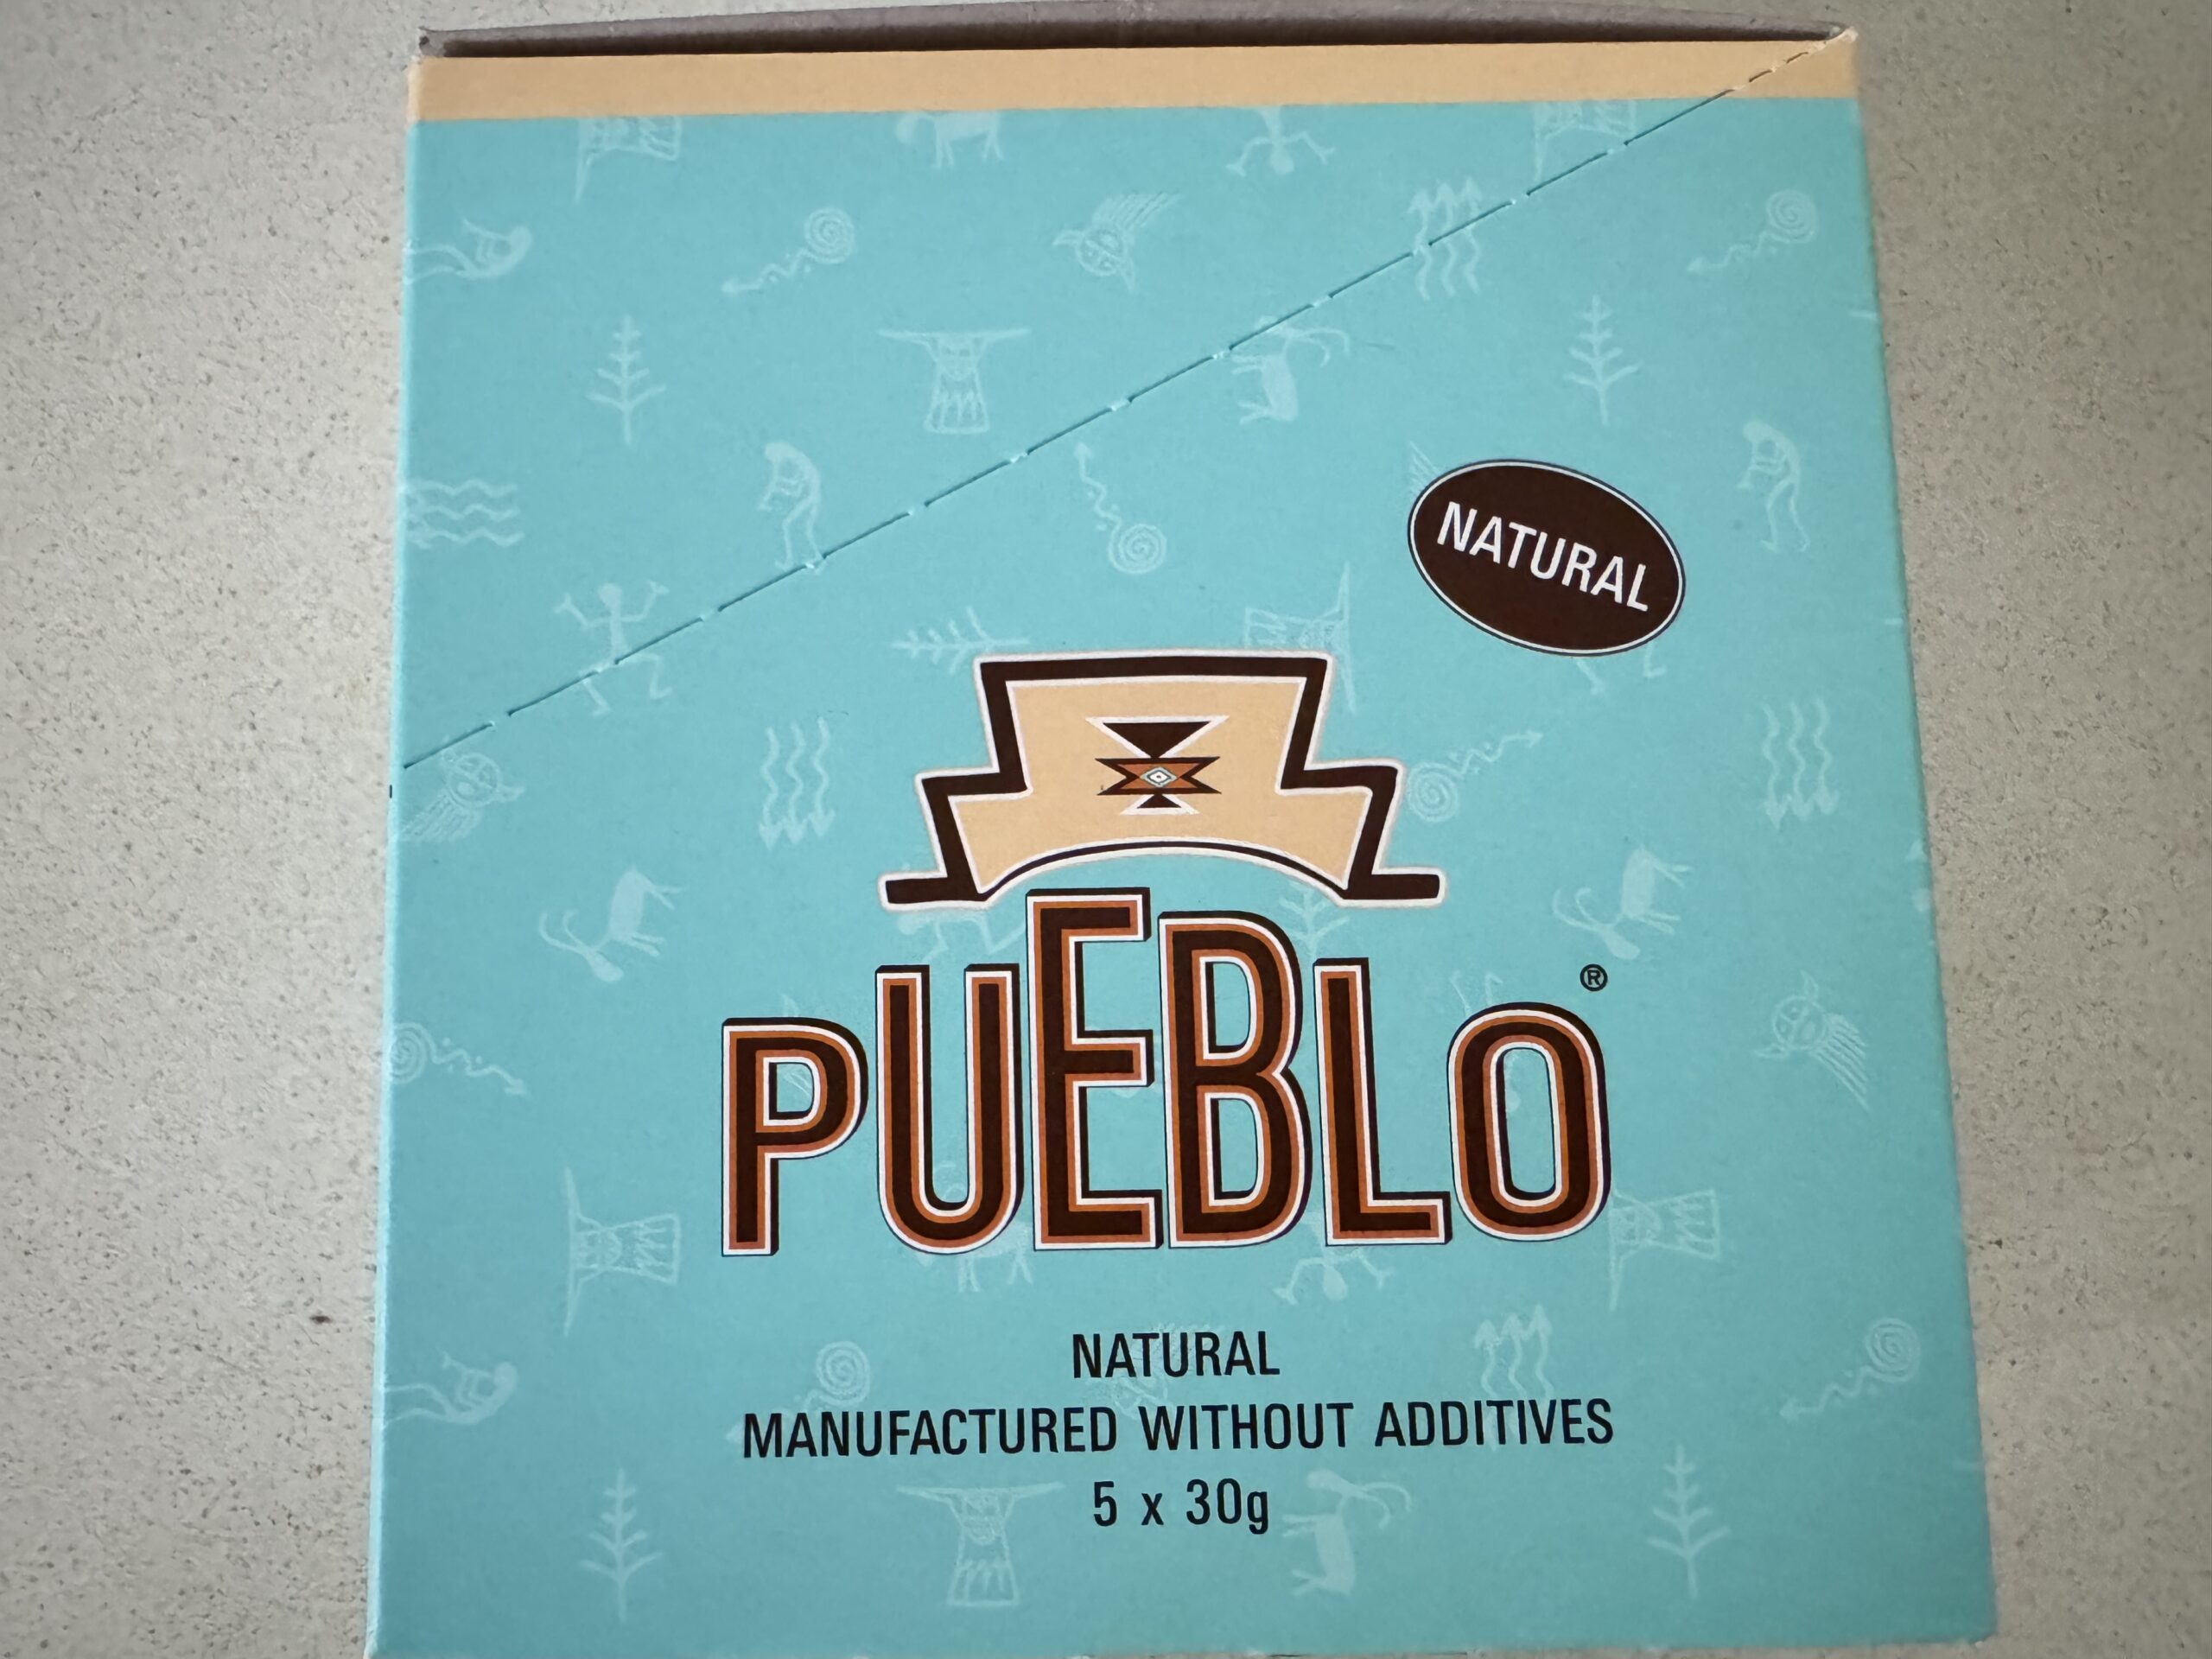 NATURAL
PUEBLO®
NATURAL
MANUFACTURED WITHOUT ADDITIVES
5 x 30g